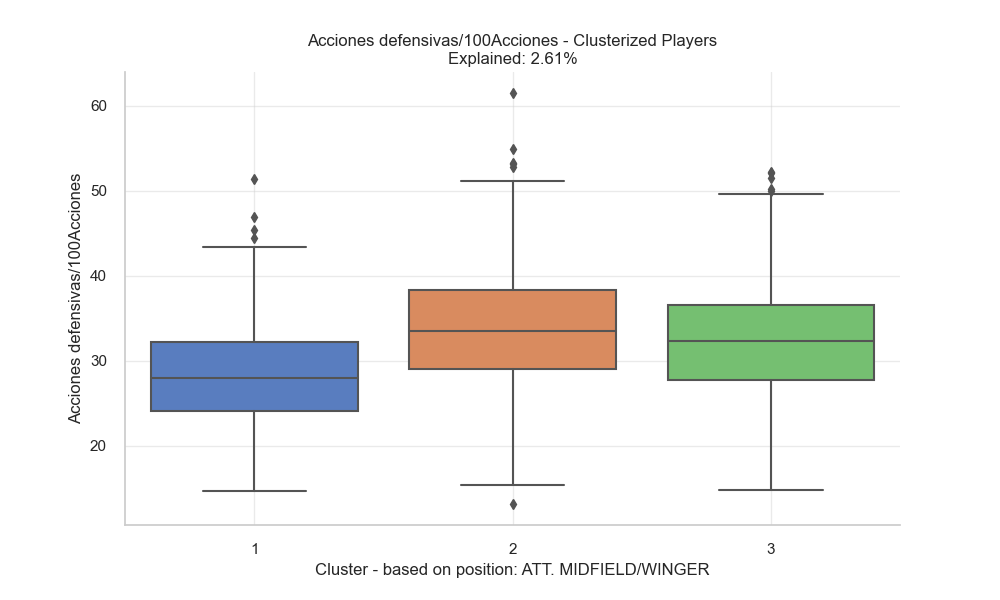 Acciones defensivas/100Acciones - Clusterized Players
Explained: 2.61%
Acciones defensivas/100Acciones
60
50
40
30
20
1 2 3
Cluster - based on position: ATT. MIDFIELD/WINGER